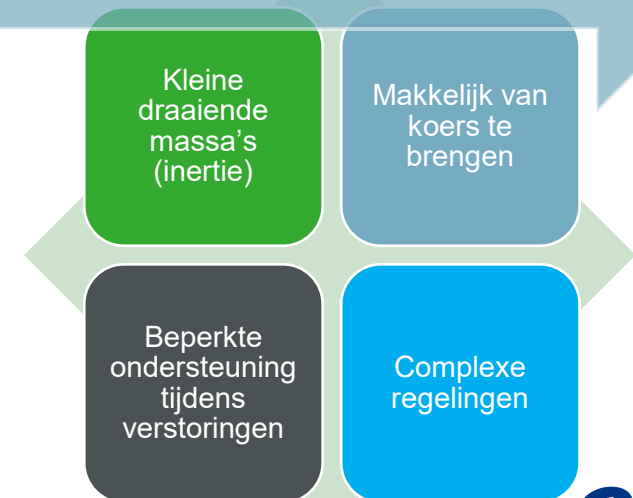 Kleine
draaiende
massa’s
(inertie)
Makkelijk van
koers te
brengen
Beperkte
ondersteuning
tijdens
verstoringen
Complexe
regelingen